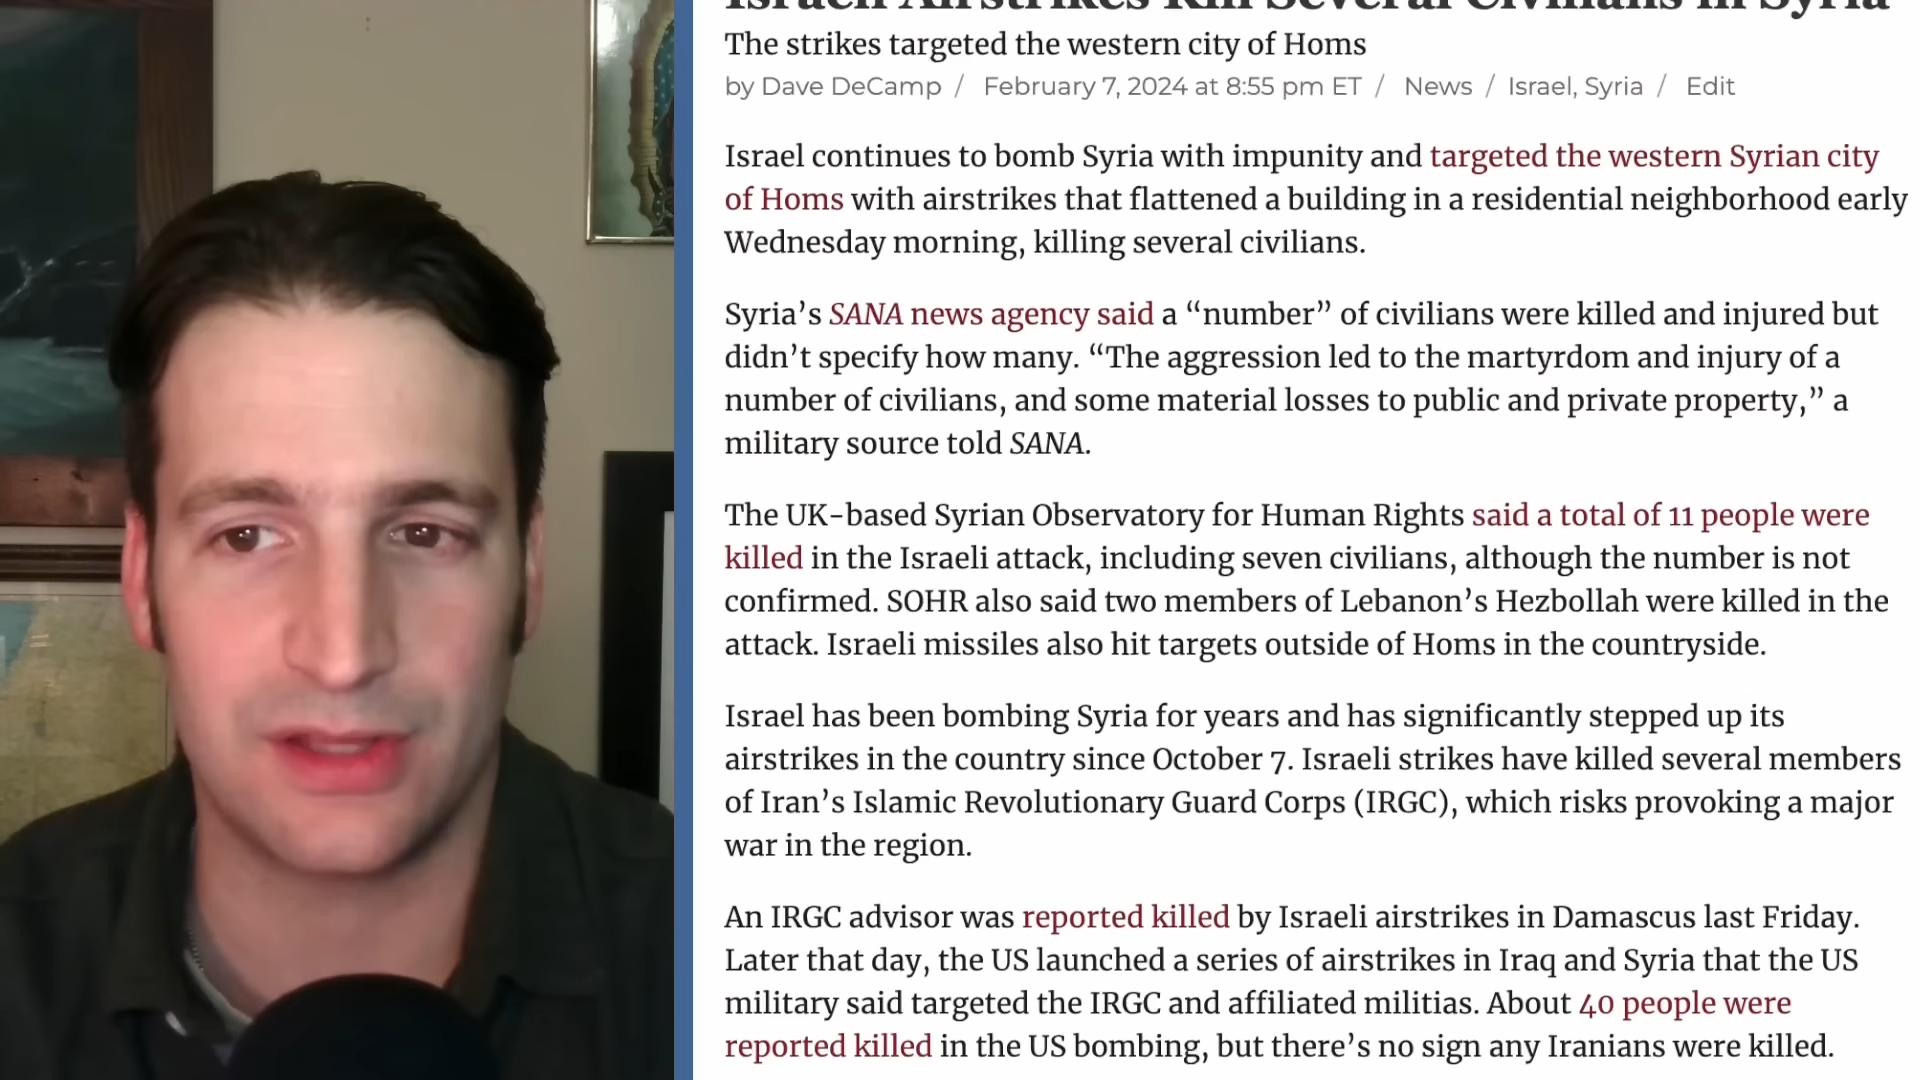 Israeli Airstrikes Kill Several Civilians in Syria
The strikes targeted the western city of Homs
by Dave DeCamp / February 7, 2024 at 8:55 pm ET / News / Israel, Syria / Edit
Israel continues to bomb Syria with impunity and targeted the western Syrian city
of Homs with airstrikes that flattened a building in a residential neighborhood early
Wednesday morning, killing several civilians.
Syria’s SANA news agency said a “number” of civilians were killed and injured but
didn’t specify how many. “The aggression led to the martyrdom and injury of a
number of civilians, and some material losses to public and private property,” a
military source told SANA.
The UK-based Syrian Observatory for Human Rights said a total of 11 people were
killed in the Israeli attack, including seven civilians, although the number is not
confirmed. SOHR also said two members of Lebanon’s Hezbollah were killed in the
attack. Israeli missiles also hit targets outside of Homs in the countryside.
Israel has been bombing Syria for years and has significantly stepped up its
airstrikes in the country since October 7. Israeli strikes have killed several members
of Iran’s Islamic Revolutionary Guard Corps (IRGC), which risks provoking a major
war in the region.
An IRGC advisor was reported killed by Israeli airstrikes in Damascus last Friday.
Later that day, the US launched a series of airstrikes in Iraq and Syria that the US
military said targeted the IRGC and affiliated militias. About 40 people were
reported killed in the US bombing, but there’s no sign any Iranians were killed.